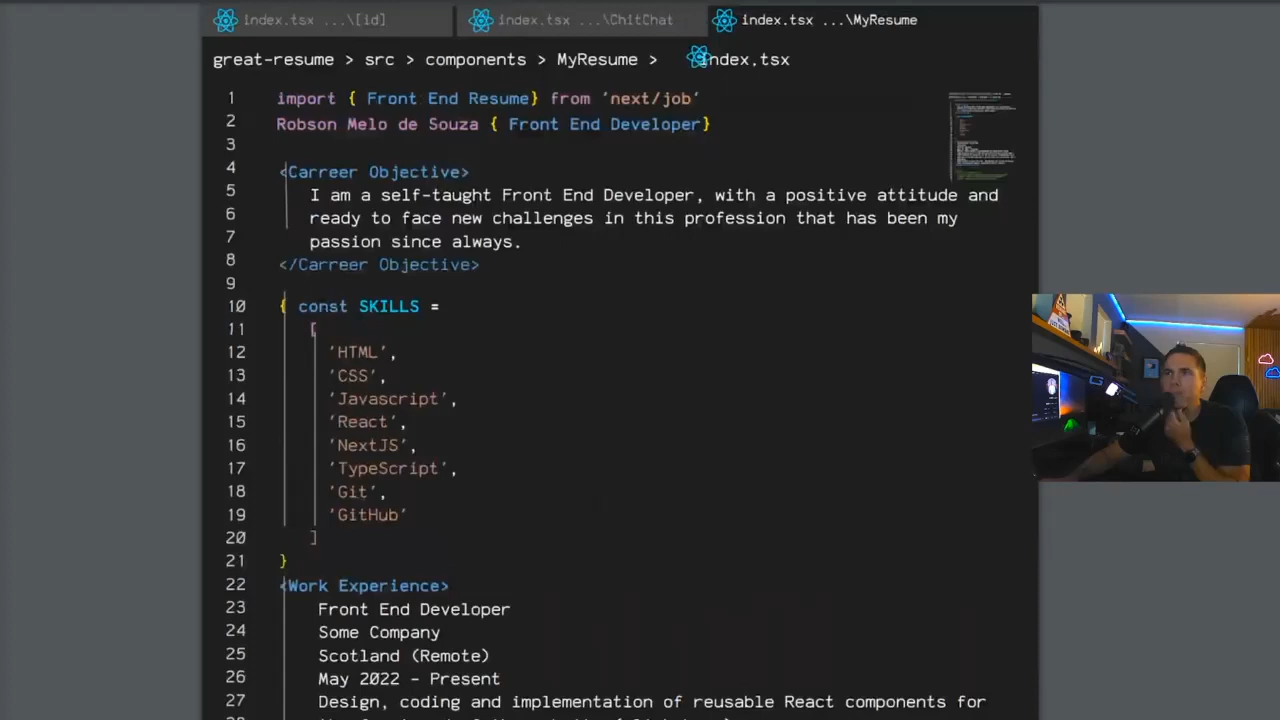 index.tsx ...\[id]
index.tsx ...\ChitChat
index.tsx ...\MyResume
great-resume > src > components > MyResume > index.tsx
1 import { Front End Resume} from 'next/job'
2 Robson Melo de Souza { Front End Developer}
3
4 <Carreer Objective>
5 I am a self-taught Front End Developer, with a positive attitude and
6 ready to face new challenges in this profession that has been my
7 passion since always.
8 </Carreer Objective>
9
10 { const SKILLS =
11 [
12 'HTML',
13 'CSS',
14 'Javascript',
15 'React',
16 'NextJS',
17 'TypeScript',
18 'Git',
19 'GitHub'
20 ]
21 }
22 <Work Experience>
23 Front End Developer
24 Some Company
25 Scotland (Remote)
26 May 2022 - Present
27 Design, coding and implementation of reusable React components for